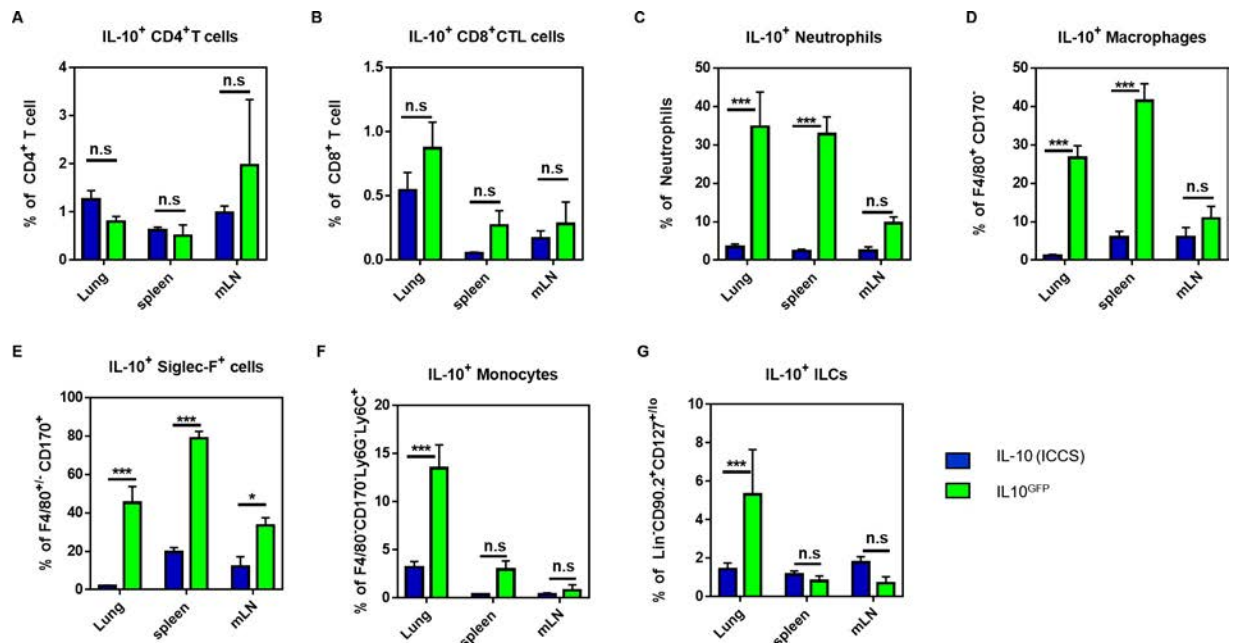 A
IL-10⁺ CD4⁺T cells
% of CD4⁺ T cell
4
3
2
1
0
n.s
n.s
n.s
Lung
spleen
mLN
B
IL-10⁺ CD8⁺CTL cells
% of CD8⁺ T cell
1.5
1.0
0.5
0.0
n.s
n.s
n.s
Lung
spleen
mLN
C
IL-10⁺ Neutrophils
% of Neutrophils
50
40
30
20
10
0
***
***
n.s
Lung
spleen
mLN
D
IL-10⁺ Macrophages
% of F4/80⁺ CD170⁻
50
40
30
20
10
0
***
***
n.s
Lung
spleen
mLN
E
IL-10⁺ Siglec-F⁺ cells
% of F4/80⁺/⁻ CD170⁺
100
80
60
40
20
0
***
***
*
Lung
spleen
mLN
F
IL-10⁺ Monocytes
% of F4/80⁻CD170⁻Ly6G⁻Ly6C⁺
20
15
10
5
0
***
n.s
n.s
Lung
spleen
mLN
G
IL-10⁺ ILCs
% of Lin⁻CD90.2⁺CD127⁺/ˡᵒ
10
8
6
4
2
0
***
n.s
n.s
Lung
spleen
mLN
IL-10 (ICCS)
IL10ᴳFP